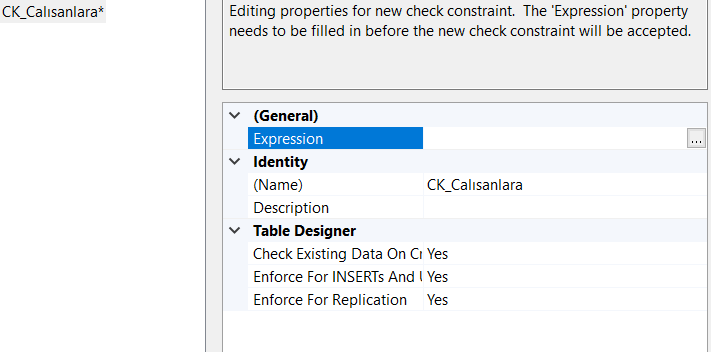 CK_Calısanlara*
Editing properties for new check constraint.  The 'Expression' property
needs to be filled in before the new check constraint will be accepted.
(General)
Expression
...
Identity
(Name) CK_Calısanlara
Description
Table Designer
Check Existing Data On Cr Yes
Enforce For INSERTs And U Yes
Enforce For Replication Yes